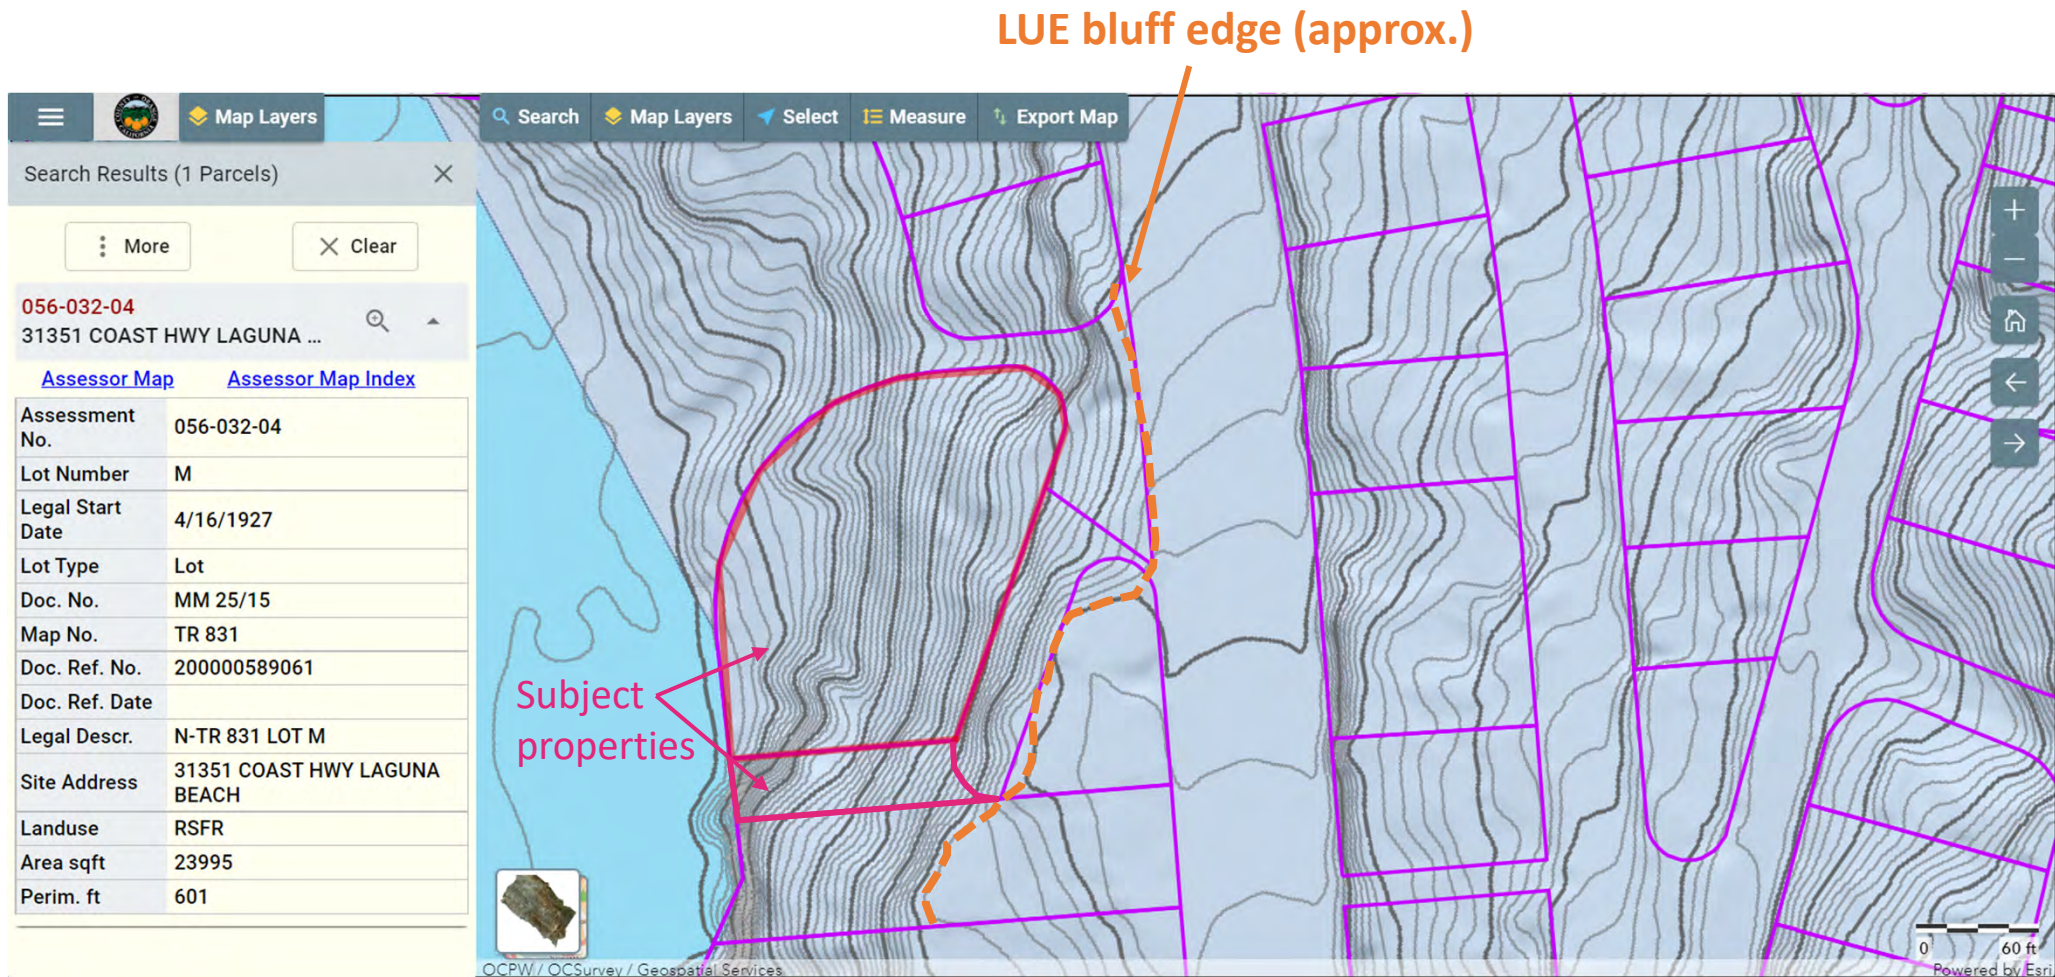 LUE bluff edge (approx.)
Map Layers
Search
Map Layers
Select
Measure
Export Map
Search Results (1 Parcels)
More
Clear
056-032-04
31351 COAST HWY LAGUNA ...
Assessor Map
Assessor Map Index
Assessment No. 056-032-04
Lot Number M
Legal Start Date 4/16/1927
Lot Type Lot
Doc. No. MM 25/15
Map No. TR 831
Doc. Ref. No. 200000589061
Doc. Ref. Date
Legal Descr. N-TR 831 LOT M
Site Address 31351 COAST HWY LAGUNA BEACH
Landuse RSFR
Area sqft 23995
Perim. ft 601
Subject
properties
0 60 ft
OCPW / OCSurvey / Geospatial Services
Powered by Esri